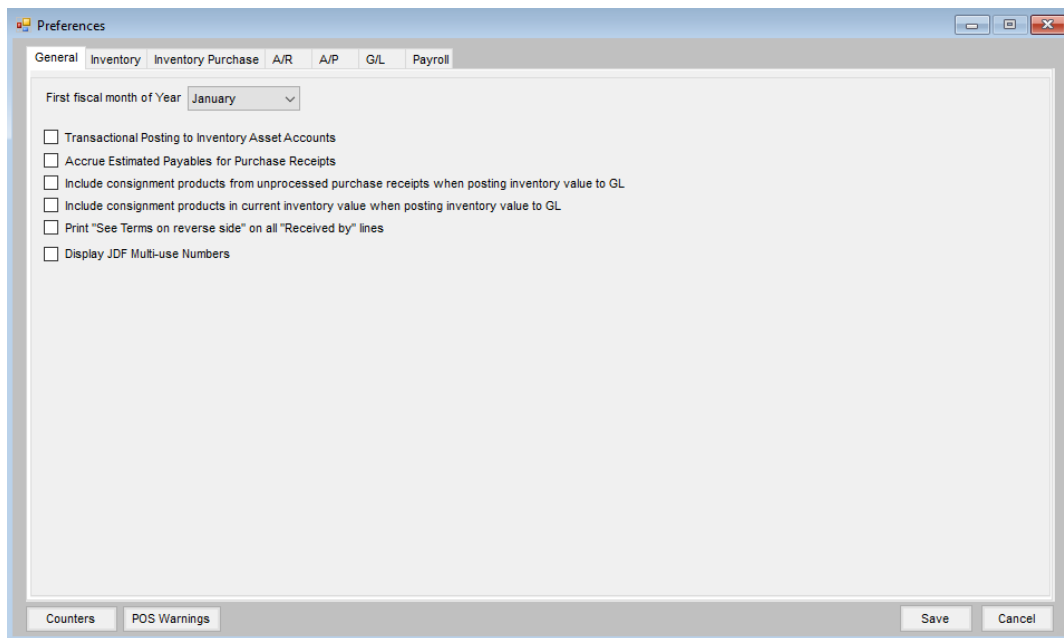 Preferences
General Inventory Inventory Purchase A/R A/P G/L Payroll
First fiscal month of Year January
Transactional Posting to Inventory Asset Accounts
Accrue Estimated Payables for Purchase Receipts
Include consignment products from unprocessed purchase receipts when posting inventory value to GL
Include consignment products in current inventory value when posting inventory value to GL
Print "See Terms on reverse side" on all "Received by" lines
Display JDF Multi-use Numbers
Counters POS Warnings Save Cancel